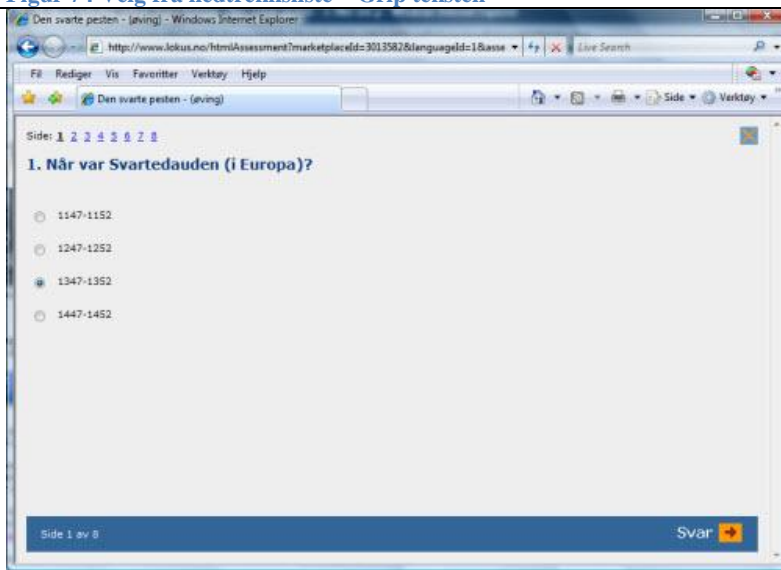 Figur 74 Velg frå nedtrekksliste - Grip teksten
Den svarte pesten - (øving) - Windows Internet Explorer
http://www.lokus.no/htmlAssessment?marketplaceId=3013582&languageId=1&asse
Live Search
Fil Rediger Vis Favoritter Verktøy Hjelp
Den svarte pesten - (øving)
Side Verktøy
Side: 1 2 3 4 5 6 7 8
1. Når var Svartedauden (i Europa)?
1147-1152
1247-1252
1347-1352
1447-1452
Side 1 av 8
Svar